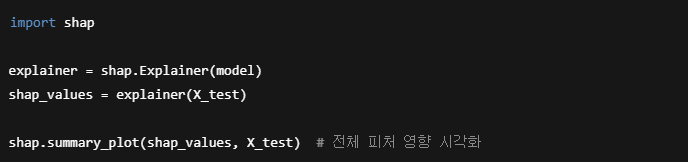 import shap
explainer = shap.Explainer(model)
shap_values = explainer(X_test)
shap.summary_plot(shap_values, X_test)  # 전체 피처 영향 시각화